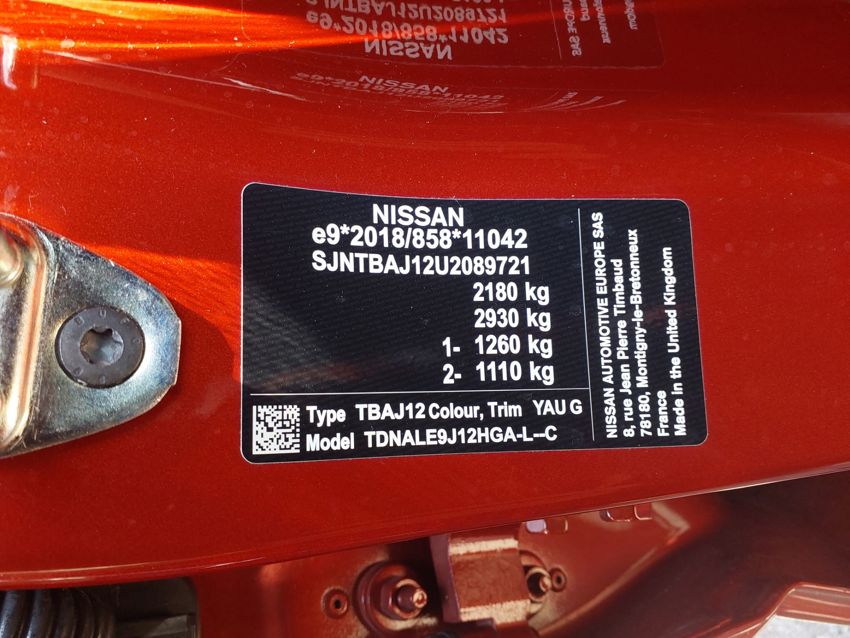 NISSAN
e9*2018/858*11042
SJNTBAJ12U2089721
2180 kg
2930 kg
1- 1260 kg
2- 1110 kg
Type TBAJ12 Colour, Trim YAU G
Model TDNALE9J12HGA-L--C
NISSAN AUTOMOTIVE EUROPE SAS
8, rue Jean Pierre Timbaud
78180, Montigny-le-Bretonneux
France
Made in the United Kingdom